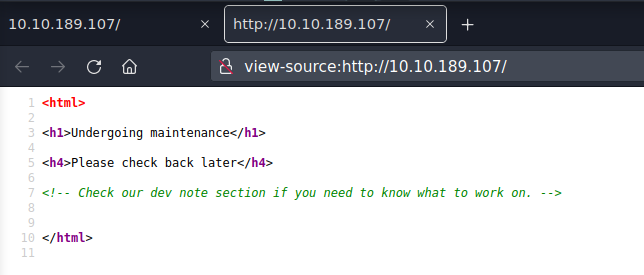 10.10.189.107/ × http://10.10.189.107/ × +
view-source:http://10.10.189.107/
1 <html>
2
3 <h1>Undergoing maintenance</h1>
4
5 <h4>Please check back later</h4>
6
7 <!-- Check our dev note section if you need to know what to work on. -->
8
9
10 </html>
11